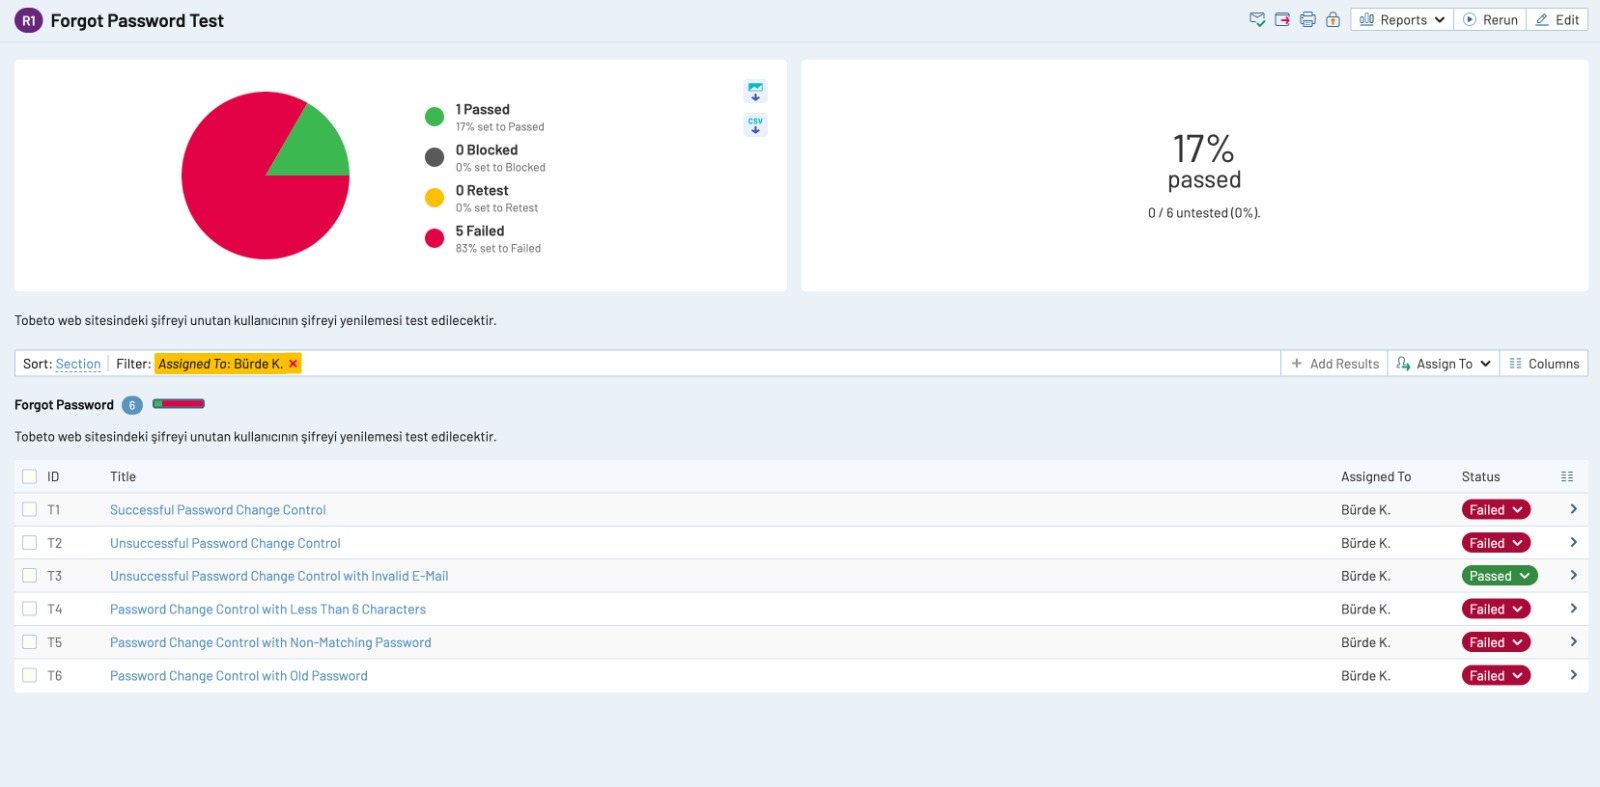 R1 Forgot Password Test
Reports Rerun Edit
1 Passed
17% set to Passed
0 Blocked
0% set to Blocked
0 Retest
0% set to Retest
5 Failed
83% set to Failed
CSV
17%
passed
0 / 6 untested (0%).
Tobeto web sitesindeki şifreyi unutan kullanıcının şifreyi yenilemesi test edilecektir.
Sort: Section Filter: Assigned To: Bürde K. × + Add Results Assign To Columns
Forgot Password 6
Tobeto web sitesindeki şifreyi unutan kullanıcının şifreyi yenilemesi test edilecektir.
ID Title Assigned To Status
T1 Successful Password Change Control Bürde K. Failed
T2 Unsuccessful Password Change Control Bürde K. Failed
T3 Unsuccessful Password Change Control with Invalid E-Mail Bürde K. Passed
T4 Password Change Control with Less Than 6 Characters Bürde K. Failed
T5 Password Change Control with Non-Matching Password Bürde K. Failed
T6 Password Change Control with Old Password Bürde K. Failed